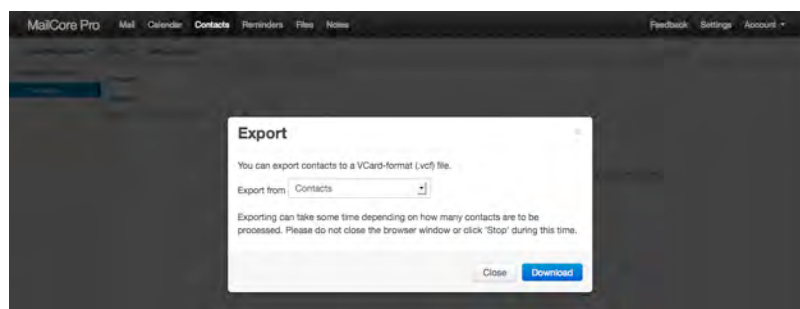 MailCore Pro Mail Calendar Contacts Reminders Files Notes Feedback Settings Account
Export
You can export contacts to a VCard-format (.vcf) file.
Export from Contacts
Exporting can take some time depending on how many contacts are to be
processed. Please do not close the browser window or click 'Stop' during this time.
Close Download